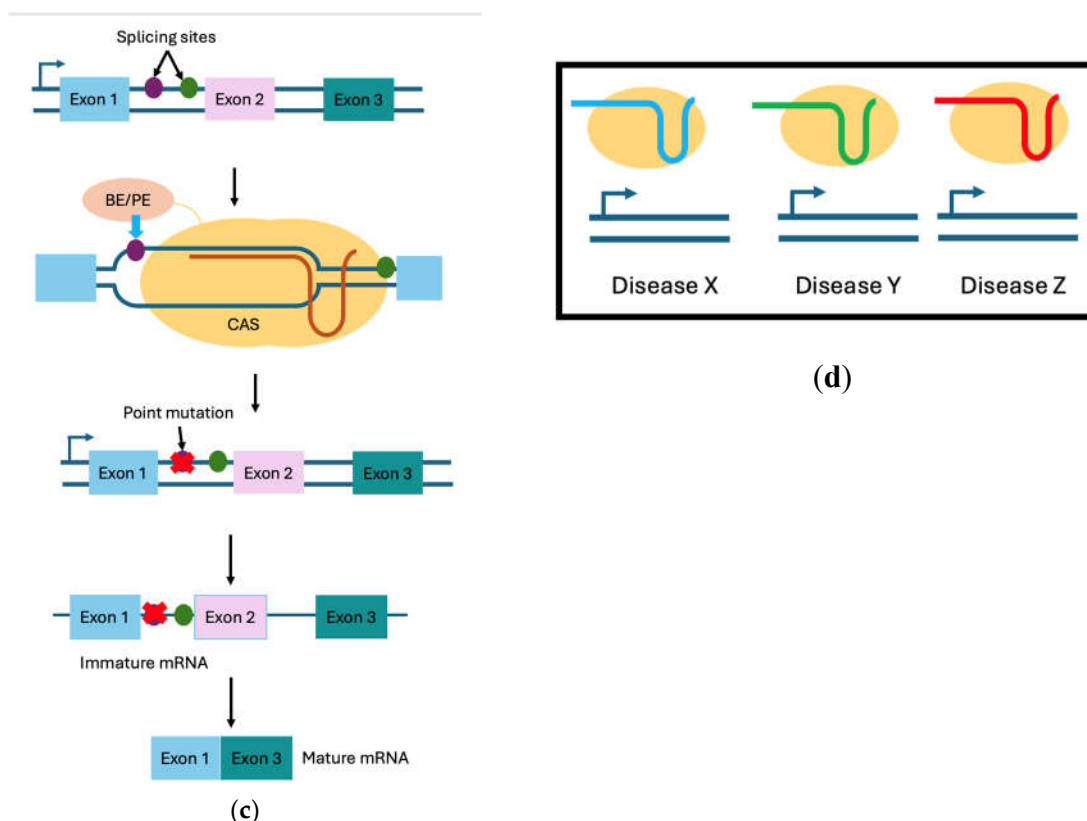 Splicing sites
Exon 1 Exon 2 Exon 3
BE/PE
CAS
Point mutation
Exon 1 Exon 2 Exon 3
Exon 1 Exon 2 Exon 3
Immature mRNA
Exon 1 Exon 3 Mature mRNA
(c)
Disease X Disease Y Disease Z
(d)